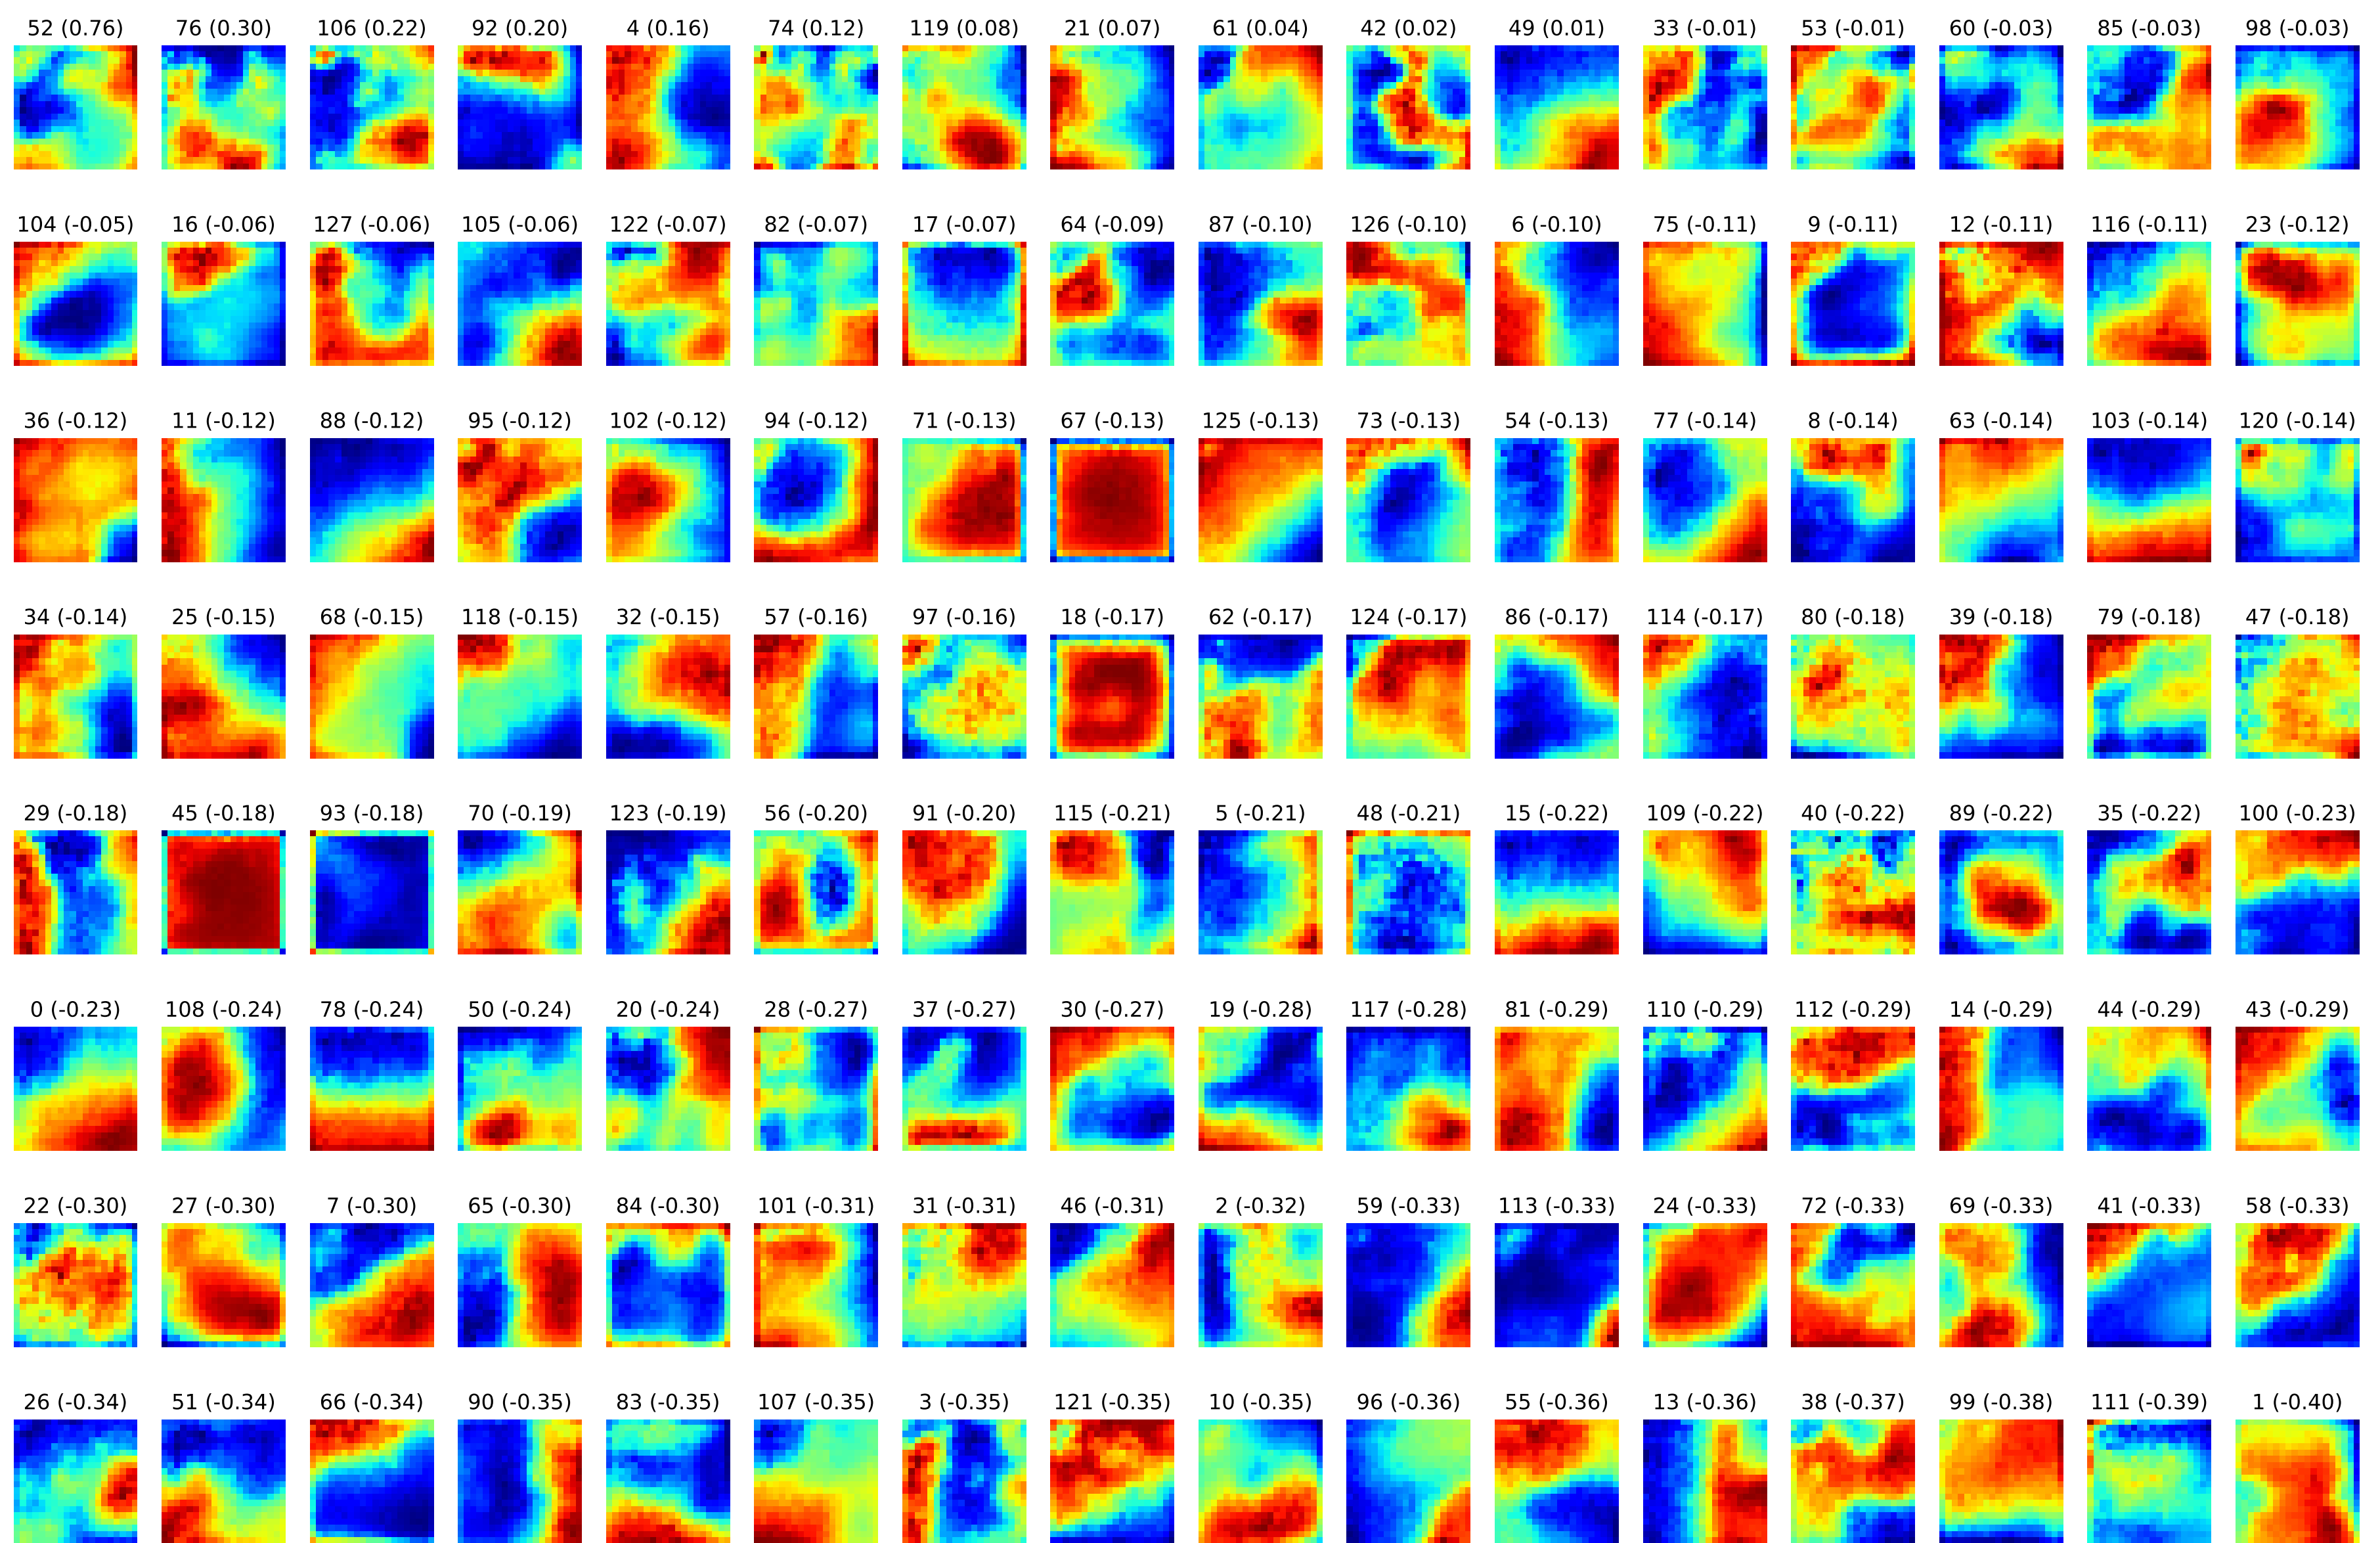 52 (0.76) 76 (0.30) 106 (0.22) 92 (0.20) 4 (0.16) 74 (0.12) 119 (0.08) 21 (0.07) 61 (0.04) 42 (0.02) 49 (0.01) 33 (-0.01) 53 (-0.01) 60 (-0.03) 85 (-0.03) 98 (-0.03)
104 (-0.05) 16 (-0.06) 127 (-0.06) 105 (-0.06) 122 (-0.07) 82 (-0.07) 17 (-0.07) 64 (-0.09) 87 (-0.10) 126 (-0.10) 6 (-0.10) 75 (-0.11) 9 (-0.11) 12 (-0.11) 116 (-0.11) 23 (-0.12)
36 (-0.12) 11 (-0.12) 88 (-0.12) 95 (-0.12) 102 (-0.12) 94 (-0.12) 71 (-0.13) 67 (-0.13) 125 (-0.13) 73 (-0.13) 54 (-0.13) 77 (-0.14) 8 (-0.14) 63 (-0.14) 103 (-0.14) 120 (-0.14)
34 (-0.14) 25 (-0.15) 68 (-0.15) 118 (-0.15) 32 (-0.15) 57 (-0.16) 97 (-0.16) 18 (-0.17) 62 (-0.17) 124 (-0.17) 86 (-0.17) 114 (-0.17) 80 (-0.18) 39 (-0.18) 79 (-0.18) 47 (-0.18)
29 (-0.18) 45 (-0.18) 93 (-0.18) 70 (-0.19) 123 (-0.19) 56 (-0.20) 91 (-0.20) 115 (-0.21) 5 (-0.21) 48 (-0.21) 15 (-0.22) 109 (-0.22) 40 (-0.22) 89 (-0.22) 35 (-0.22) 100 (-0.23)
0 (-0.23) 108 (-0.24) 78 (-0.24) 50 (-0.24) 20 (-0.24) 28 (-0.27) 37 (-0.27) 30 (-0.27) 19 (-0.28) 117 (-0.28) 81 (-0.29) 110 (-0.29) 112 (-0.29) 14 (-0.29) 44 (-0.29) 43 (-0.29)
22 (-0.30) 27 (-0.30) 7 (-0.30) 65 (-0.30) 84 (-0.30) 101 (-0.31) 31 (-0.31) 46 (-0.31) 2 (-0.32) 59 (-0.33) 113 (-0.33) 24 (-0.33) 72 (-0.33) 69 (-0.33) 41 (-0.33) 58 (-0.33)
26 (-0.34) 51 (-0.34) 66 (-0.34) 90 (-0.35) 83 (-0.35) 107 (-0.35) 3 (-0.35) 121 (-0.35) 10 (-0.35) 96 (-0.36) 55 (-0.36) 13 (-0.36) 38 (-0.37) 99 (-0.38) 111 (-0.39) 1 (-0.40)